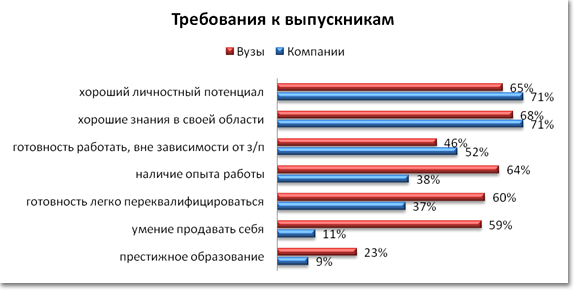 Требования к выпускникам
Вузы Компании
хороший личностный потенциал 65%
71%
хорошие знания в своей области 68%
71%
готовность работать, вне зависимости от з/п 46%
52%
наличие опыта работы 64%
38%
готовность легко переквалифицироваться 60%
37%
умение продавать себя 59%
11%
престижное образование 23%
9%